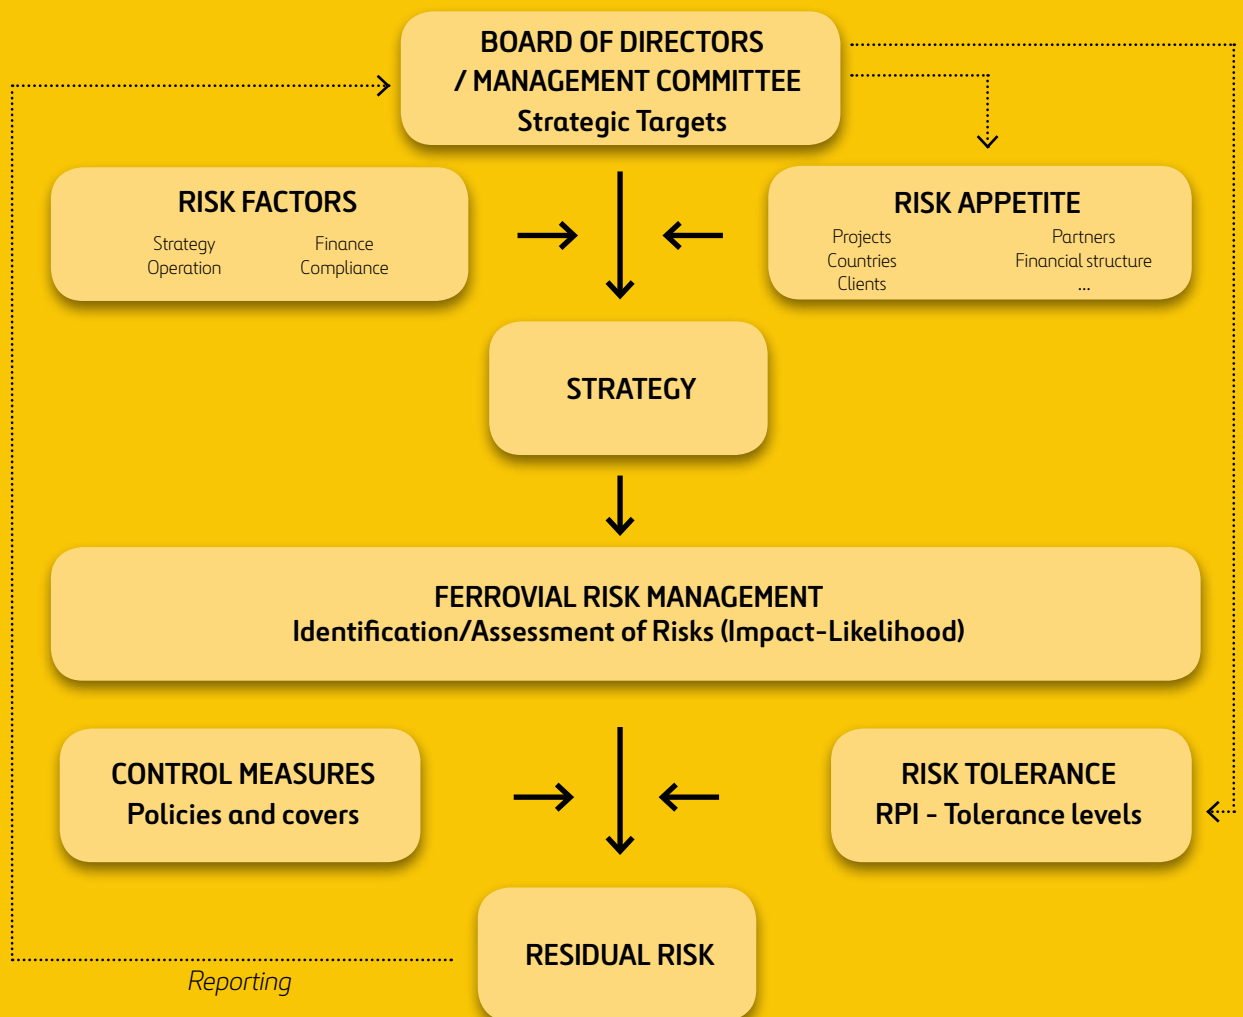 BOARD OF DIRECTORS
/ MANAGEMENT COMMITTEE
Strategic Targets
RISK FACTORS
Strategy
Operation
Finance
Compliance
RISK APPETITE
Projects
Countries
Clients
Partners
Financial structure
...
STRATEGY
FERROVIAL RISK MANAGEMENT
Identification/Assessment of Risks (Impact-Likelihood)
CONTROL MEASURES
Policies and covers
RISK TOLERANCE
RPI - Tolerance levels
RESIDUAL RISK
Reporting